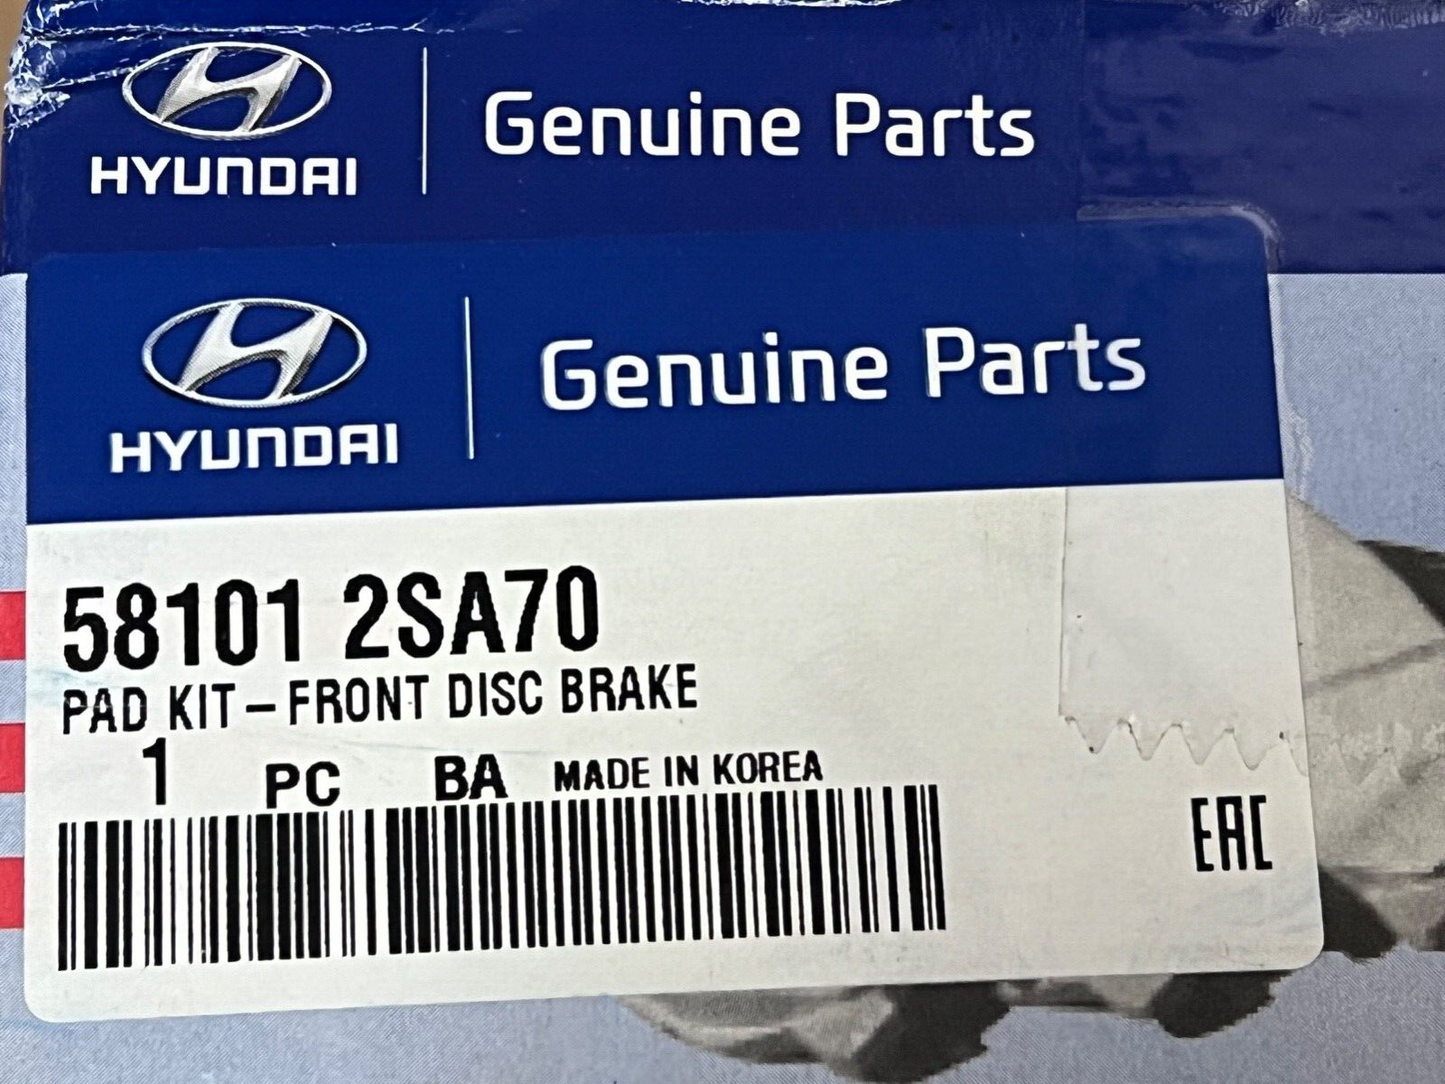 HYUNDAI Genuine Parts
HYUNDAI Genuine Parts
58101 2SA70
PAD KIT-FRONT DISC BRAKE
1 PC BA MADE IN KOREA
EAC